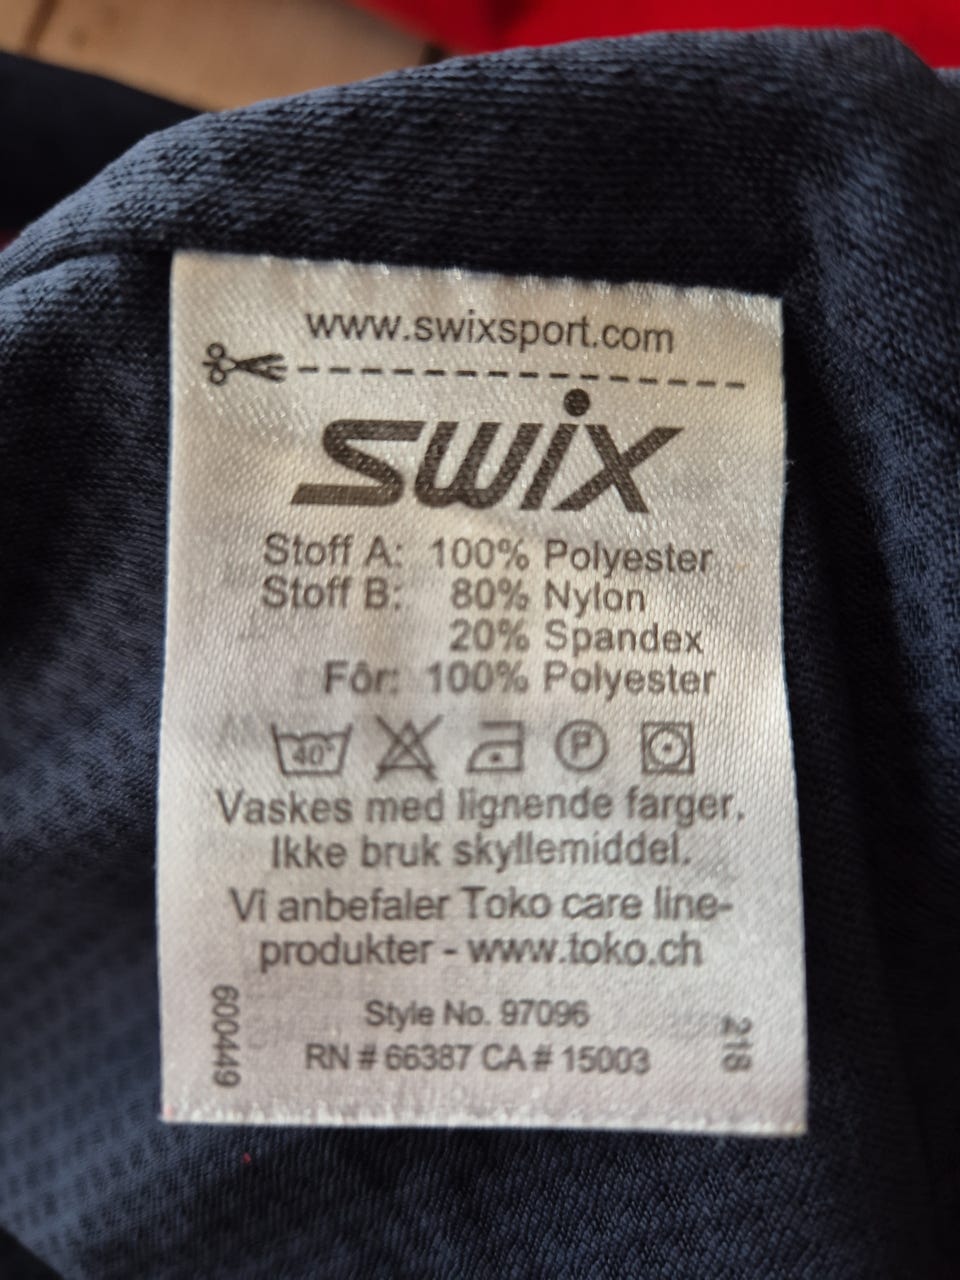 www.swixsport.com
swix
Stoff A: 100% Polyester
Stoff B: 80% Nylon
20% Spandex
Fôr: 100% Polyester
40°
P
Vaskes med lignende farger.
Ikke bruk skyllemiddel.
Vi anbefaler Toko care line-
produkter - www.toko.ch
Style No. 97096
RN # 66387 CA # 15003
600449
218